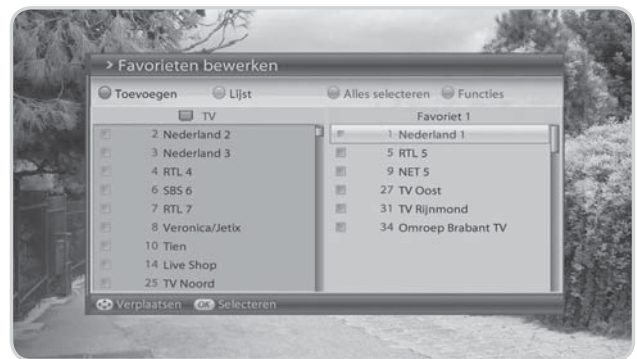 > Favorieten bewerken
Toevoegen Lijst Alles selecteren Functies
TV
2 Nederland 2
3 Nederland 3
4 RTL 4
6 SBS 6
7 RTL 7
8 Veronica/Jetix
10 Tien
14 Live Shop
25 TV Noord
Favoriet 1
1 Nederland 1
5 RTL 5
9 NET 5
27 TV Oost
31 TV Rijnmond
34 Omroep Brabant TV
Verplaatsen OK Selecteren